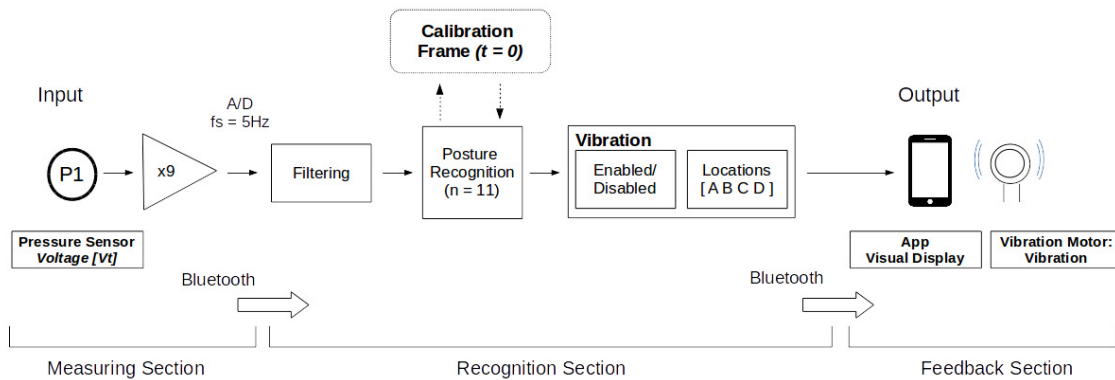 Calibration
Frame (t = 0)
Input
Output
A/D
fs = 5Hz
P1
x9
Filtering
Posture
Recognition
(n = 11)
Vibration
Enabled/
Disabled
Locations
[ A B C D ]
Pressure Sensor
Voltage [Vt]
App
Visual Display
Vibration Motor:
Vibration
Bluetooth
Bluetooth
Measuring Section
Recognition Section
Feedback Section